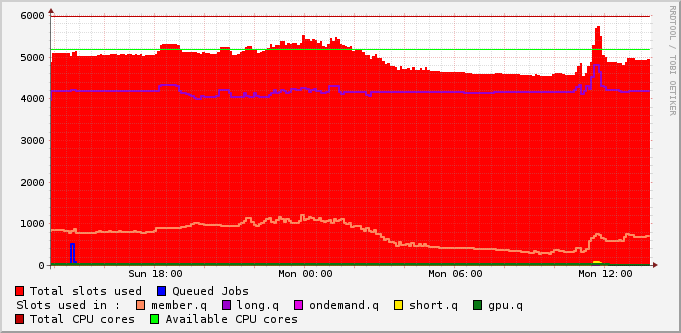 6000
5000
4000
3000
2000
1000
0
Sun 18:00 Mon 00:00 Mon 06:00 Mon 12:00
Total slots used Queued Jobs
Slots used in : member.q long.q ondemand.q short.q gpu.q
Total CPU cores Available CPU cores
RRDTOOL / TOBI OETIKER